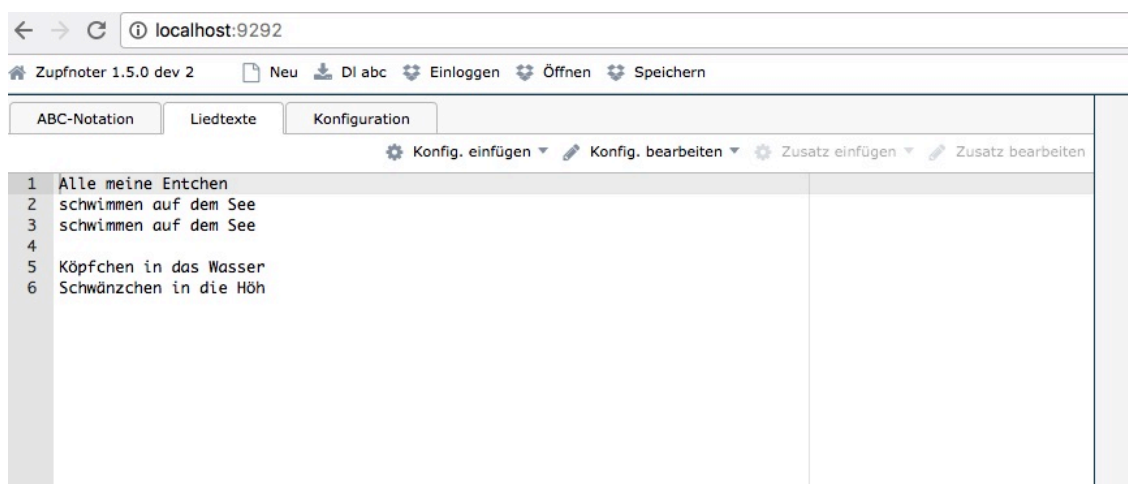 localhost:9292
Zupfnoter 1.5.0 dev 2 Neu Dl abc Einloggen Öffnen Speichern
ABC-Notation Liedtexte Konfiguration
Konfig. einfügen Konfig. bearbeiten Zusatz einfügen Zusatz bearbeiten
1 Alle meine Entchen
2 schwimmen auf dem See
3 schwimmen auf dem See
4
5 Köpfchen in das Wasser
6 Schwänzchen in die Höh